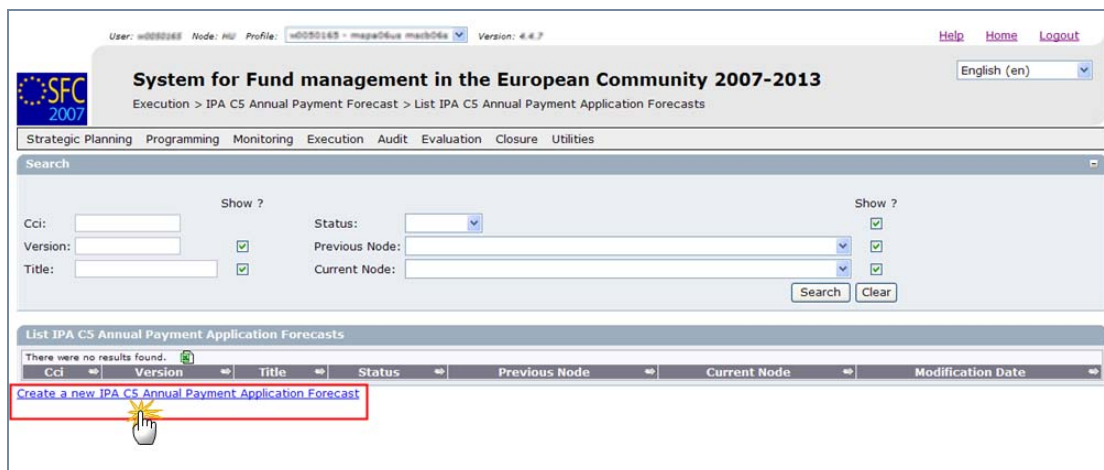 User: Node: HU Profile: Version: 4.4.7
Help Home Logout
SFC 2007
System for Fund management in the European Community 2007-2013
English (en)
Execution > IPA C5 Annual Payment Forecast > List IPA C5 Annual Payment Application Forecasts
Strategic Planning Programming Monitoring Execution Audit Evaluation Closure Utilities
Search
Show ? Show ?
Cci: Status:
Version: Previous Node:
Title: Current Node:
Search Clear
List IPA C5 Annual Payment Application Forecasts
There were no results found.
Cci Version Title Status Previous Node Current Node Modification Date
Create a new IPA C5 Annual Payment Application Forecast